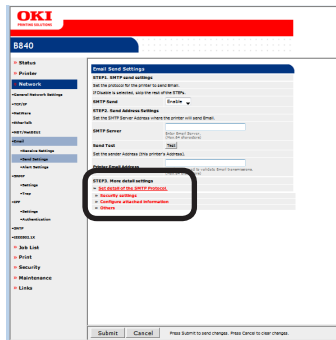 OKI
PRINTING SOLUTIONS
B840
Status
Printer
Network
General Network Settings
TCP/IP
NetWare
EtherTalk
NBT/NetBEUI
Email
Receive Settings
Send Settings
Alert Settings
SNMP
Settings
Trap
IPP
Settings
Authentication
SNTP
IEEE802.1X
Job List
Print
Security
Maintenance
Links
Email Send Settings
STEP1. SMTP send settings
Set the protocol for the printer to send Email.
If Disable is selected, skip the rest of the STEPs.
SMTP Send Enable
STEP2. Send Address Settings
Set the SMTP Server Address where the printer will send Email.
SMTP Server
Enter Email Server.
Send Test Test
Set the sender Address (this printer's Address).
Printer Email Address
STEP3. More detail settings
Set detail of the SMTP Protocol.
Security settings
Configure attached information
Others
Submit Cancel Press Submit to send changes. Press Cancel to clear changes.